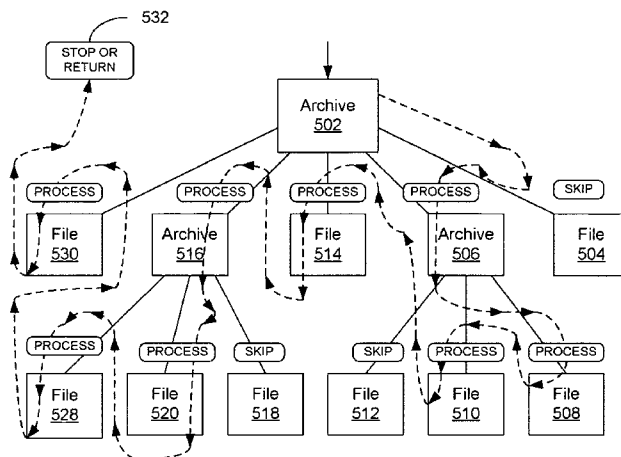 532
STOP OR
RETURN
Archive
502
PROCESS
PROCESS
PROCESS
PROCESS
SKIP
File
530
Archive
516
File
514
Archive
506
File
504
PROCESS
PROCESS
SKIP
SKIP
PROCESS
PROCESS
File
528
File
520
File
518
File
512
File
510
File
508